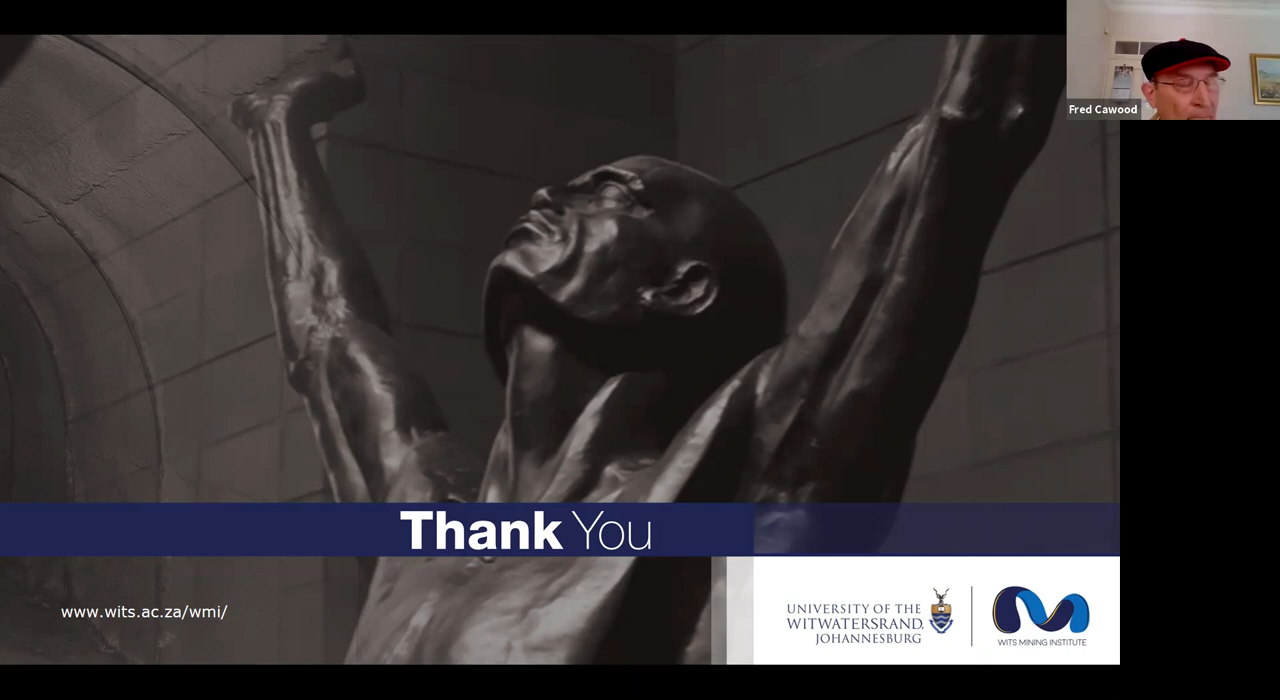 Fred Cawood
Thank You
www.wits.ac.za/wmi/
UNIVERSITY OF THE
WITWATERSRAND,
JOHANNESBURG
WITS MINING INSTITUTE